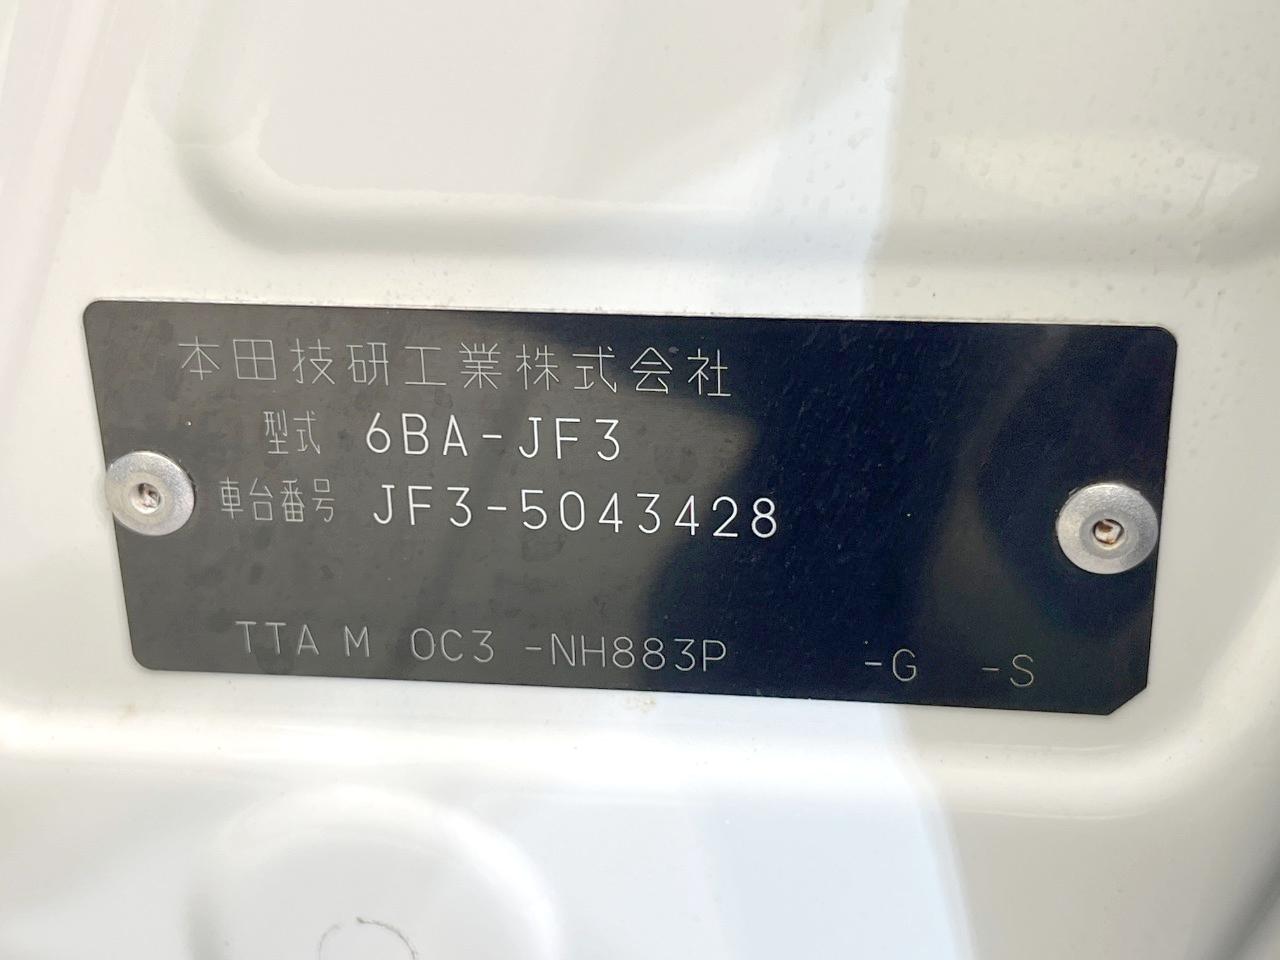 本田技研工業株式会社
型式 6BA-JF3
車台番号 JF3-5043428
TTA M 0C3 -NH883P -G -S